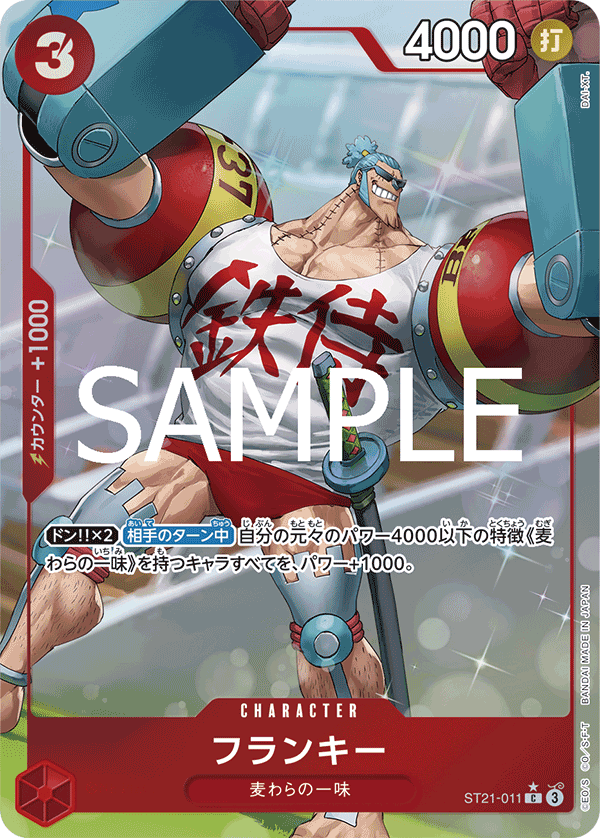 3
4000
打
DAI-XT.
37
BF
鉄侍
カウンター +1000
SAMPLE
ドン!!×2 相手のターン中 自分の元々のパワー4000以下の特徴《麦
わらの一味》を持つキャラすべてを、パワー+1000。
CHARACTER
フランキー
麦わらの一味
ST21-011 C 3
©E.O/S ©O/S・F・T BANDAI MADE IN JAPAN